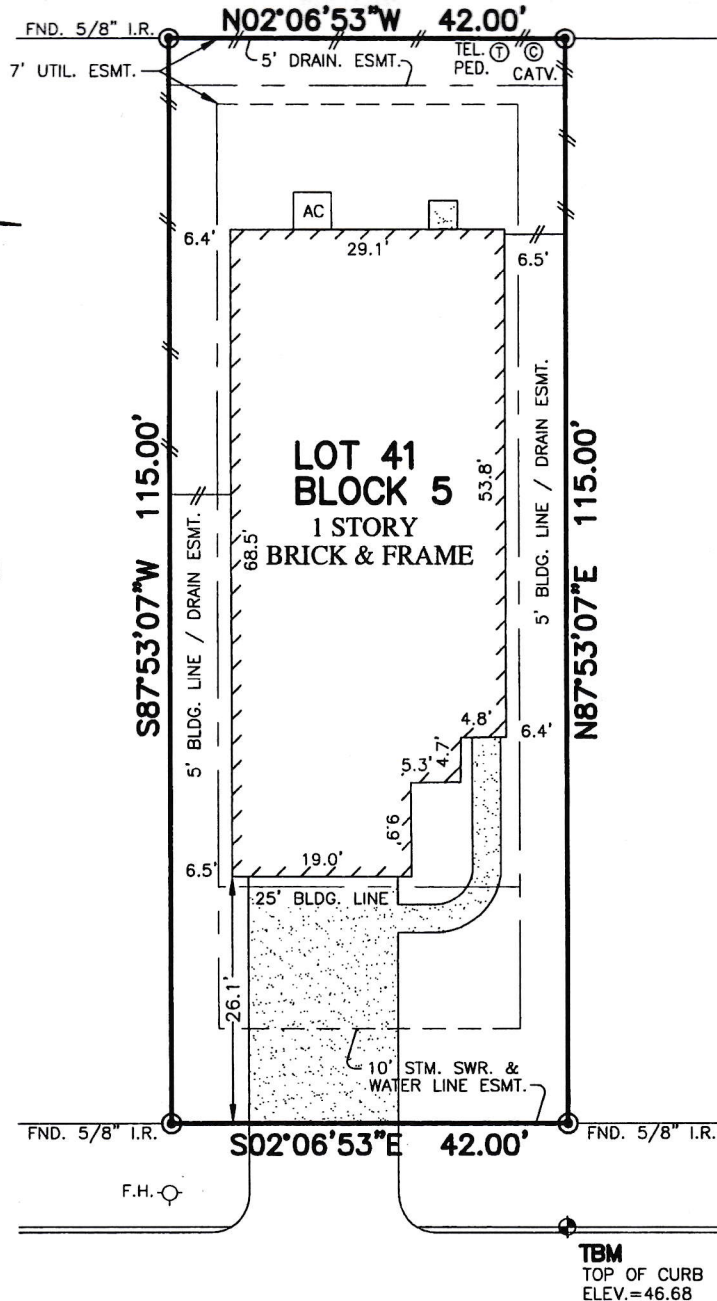 N02°06'53"W 42.00'
FND. 5/8" I.R.
7' UTIL. ESMT.
5' DRAIN. ESMT.
TEL. T C
PED. CATV.
AC
6.4'
29.1'
6.5'
S87°53'07"W 115.00'
5' BLDG. LINE / DRAIN ESMT.
68.5'
LOT 41
BLOCK 5
1 STORY
BRICK & FRAME
53.8'
5' BLDG. LINE / DRAIN ESMT.
N87°53'07"E 115.00'
4.8'
6.4'
4.7'
5.3'
9.9'
19.0'
6.5'
25' BLDG. LINE
26.1'
10' STM. SWR. &
WATER LINE ESMT.
FND. 5/8" I.R.
S02°06'53"E 42.00'
FND. 5/8" I.R.
F.H.
TBM
TOP OF CURB
ELEV.=46.68